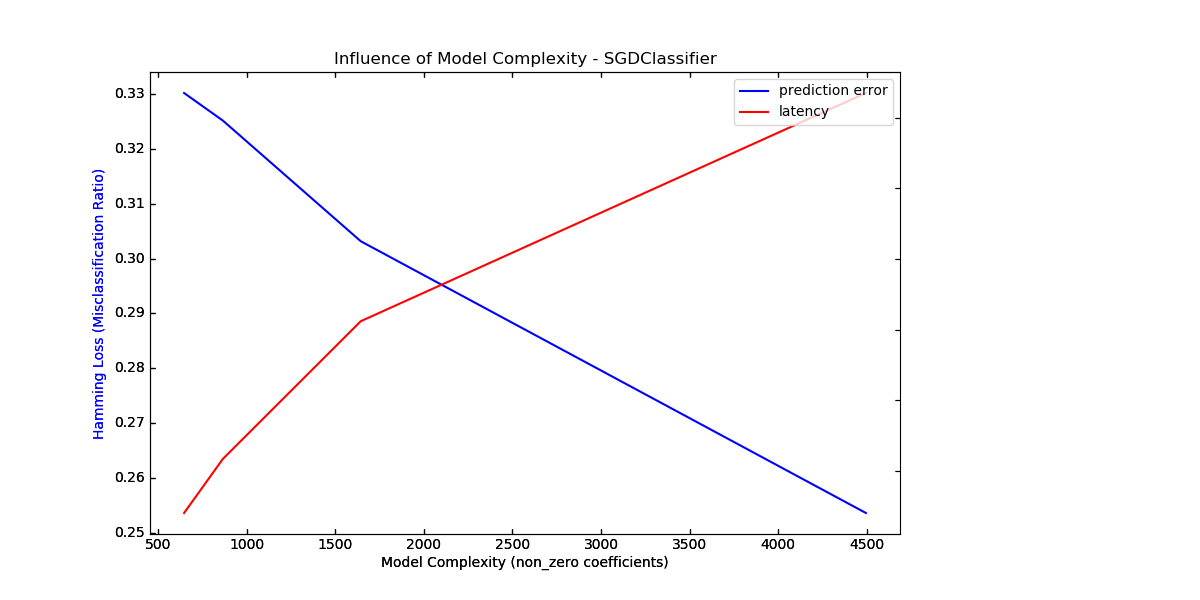 Influence of Model Complexity - SGDClassifier
prediction error
latency
Hamming Loss (Misclassification Ratio)
0.33
0.32
0.31
0.30
0.29
0.28
0.27
0.26
0.25
500 1000 1500 2000 2500 3000 3500 4000 4500
Model Complexity (non_zero coefficients)